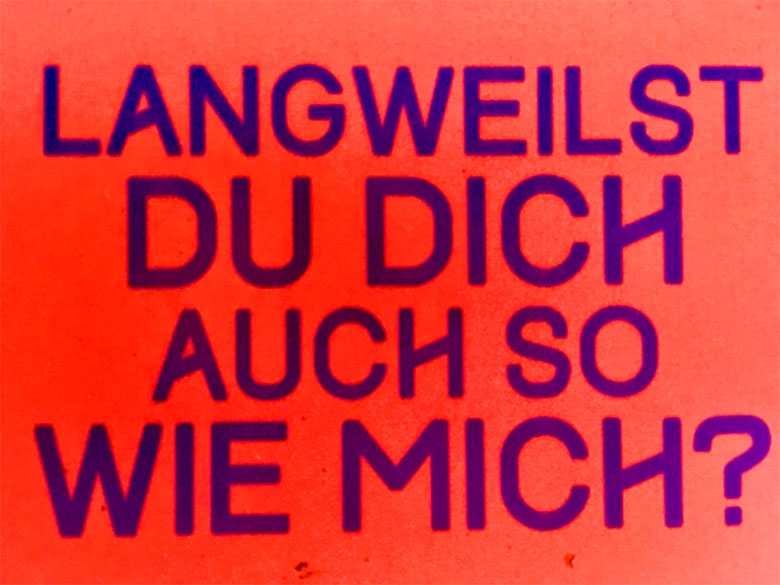 LANGWEILST
DU DICH
AUCH SO
WIE MICH?